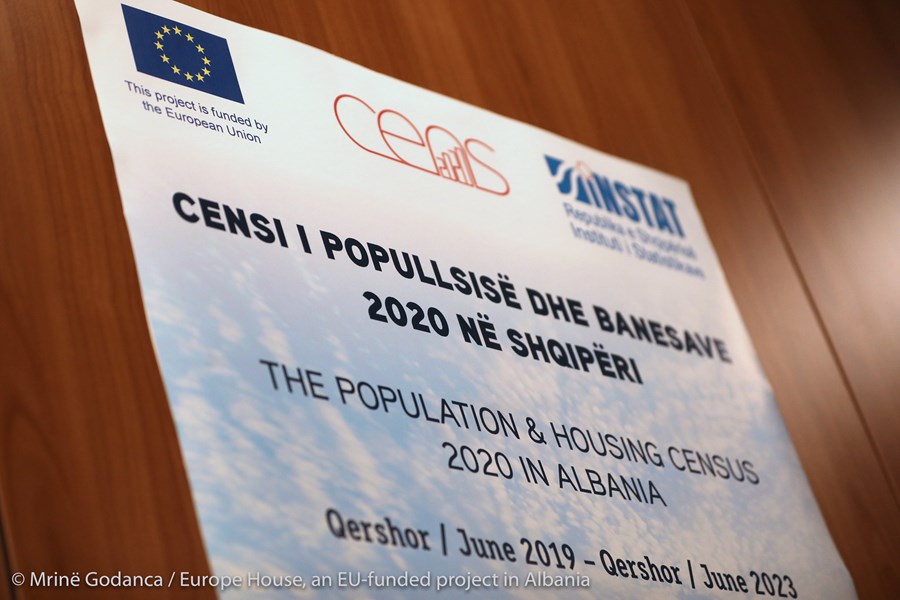 This project is funded by
the European Union
CENSIS
INSTAT
Republika e Shqipërisë
Instituti i Statistikave
CENSI I POPULLSISË DHE BANESAVE
2020 NË SHQIPËRI
THE POPULATION & HOUSING CENSUS
2020 IN ALBANIA
Qershor / June 2019 – Qershor / June 2023
© Mrinë Godanca / Europe House, an EU-funded project in Albania